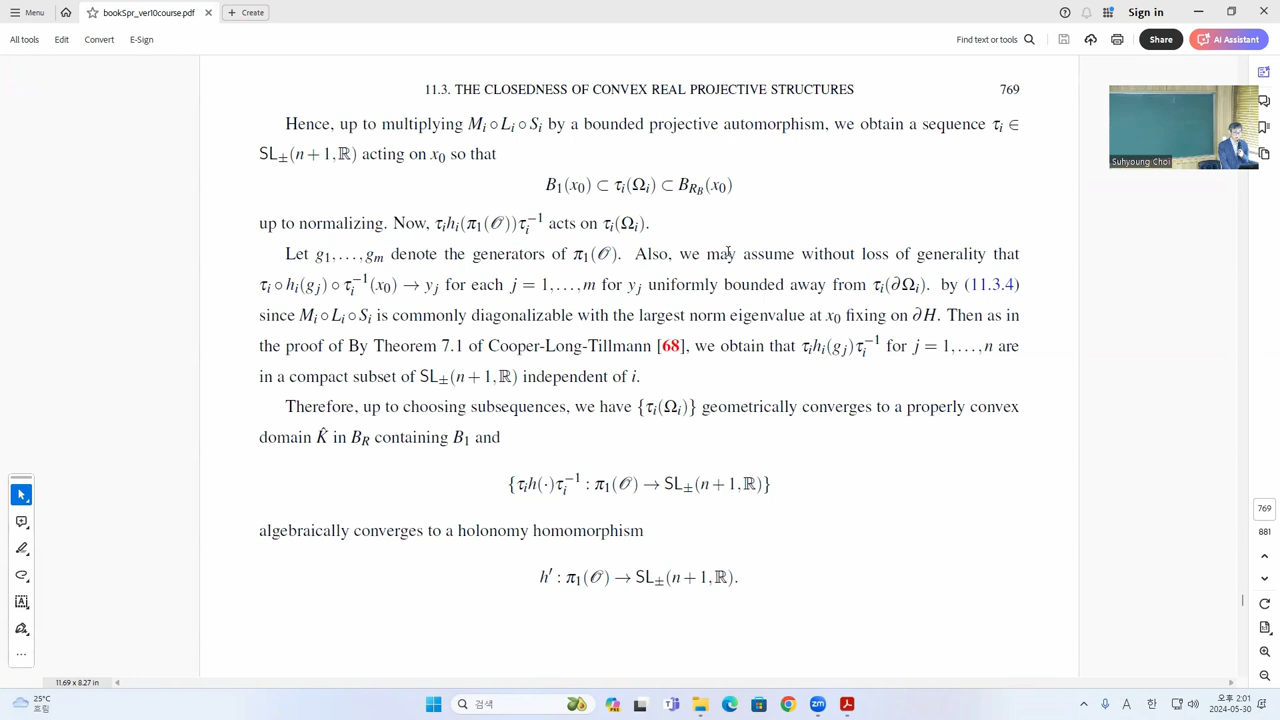 Menu
bookSpr_ver10course.pdf
Create
Sign in
All tools
Edit
Convert
E-Sign
Find text or tools
Share
AI Assistant
11.3. THE CLOSEDNESS OF CONVEX REAL PROJECTIVE STRUCTURES 769
Hence, up to multiplying M_i ∘ L_i ∘ S_i by a bounded projective automorphism, we obtain a sequence τ_i ∈
SL_±(n+1,ℝ) acting on x_0 so that
B_1(x_0) ⊂ τ_i(Ω_i) ⊂ B_{R_B}(x_0)
up to normalizing. Now, τ_i h_i(π_1(𝒪))τ_i^{-1} acts on τ_i(Ω_i).
Let g_1,…,g_m denote the generators of π_1(𝒪). Also, we may assume without loss of generality that
τ_i ∘ h_i(g_j) ∘ τ_i^{-1}(x_0) → y_j for each j = 1,…,m for y_j uniformly bounded away from τ_i(∂Ω_i). by (11.3.4)
since M_i ∘ L_i ∘ S_i is commonly diagonalizable with the largest norm eigenvalue at x_0 fixing on ∂H. Then as in
the proof of By Theorem 7.1 of Cooper-Long-Tillmann [68], we obtain that τ_i h_i(g_j)τ_i^{-1} for j = 1,…,n are
in a compact subset of SL_±(n+1,ℝ) independent of i.
Therefore, up to choosing subsequences, we have {τ_i(Ω_i)} geometrically converges to a properly convex
domain K̂ in B_R containing B_1 and
{τ_i h(·)τ_i^{-1} : π_1(𝒪) → SL_±(n+1,ℝ)}
algebraically converges to a holonomy homomorphism
h′ : π_1(𝒪) → SL_±(n+1,ℝ).
Suhyoung Choi
769
881
11.69 x 8.27 in
25°C
흐림
검색
A
한
오후 2:01
2024-05-30